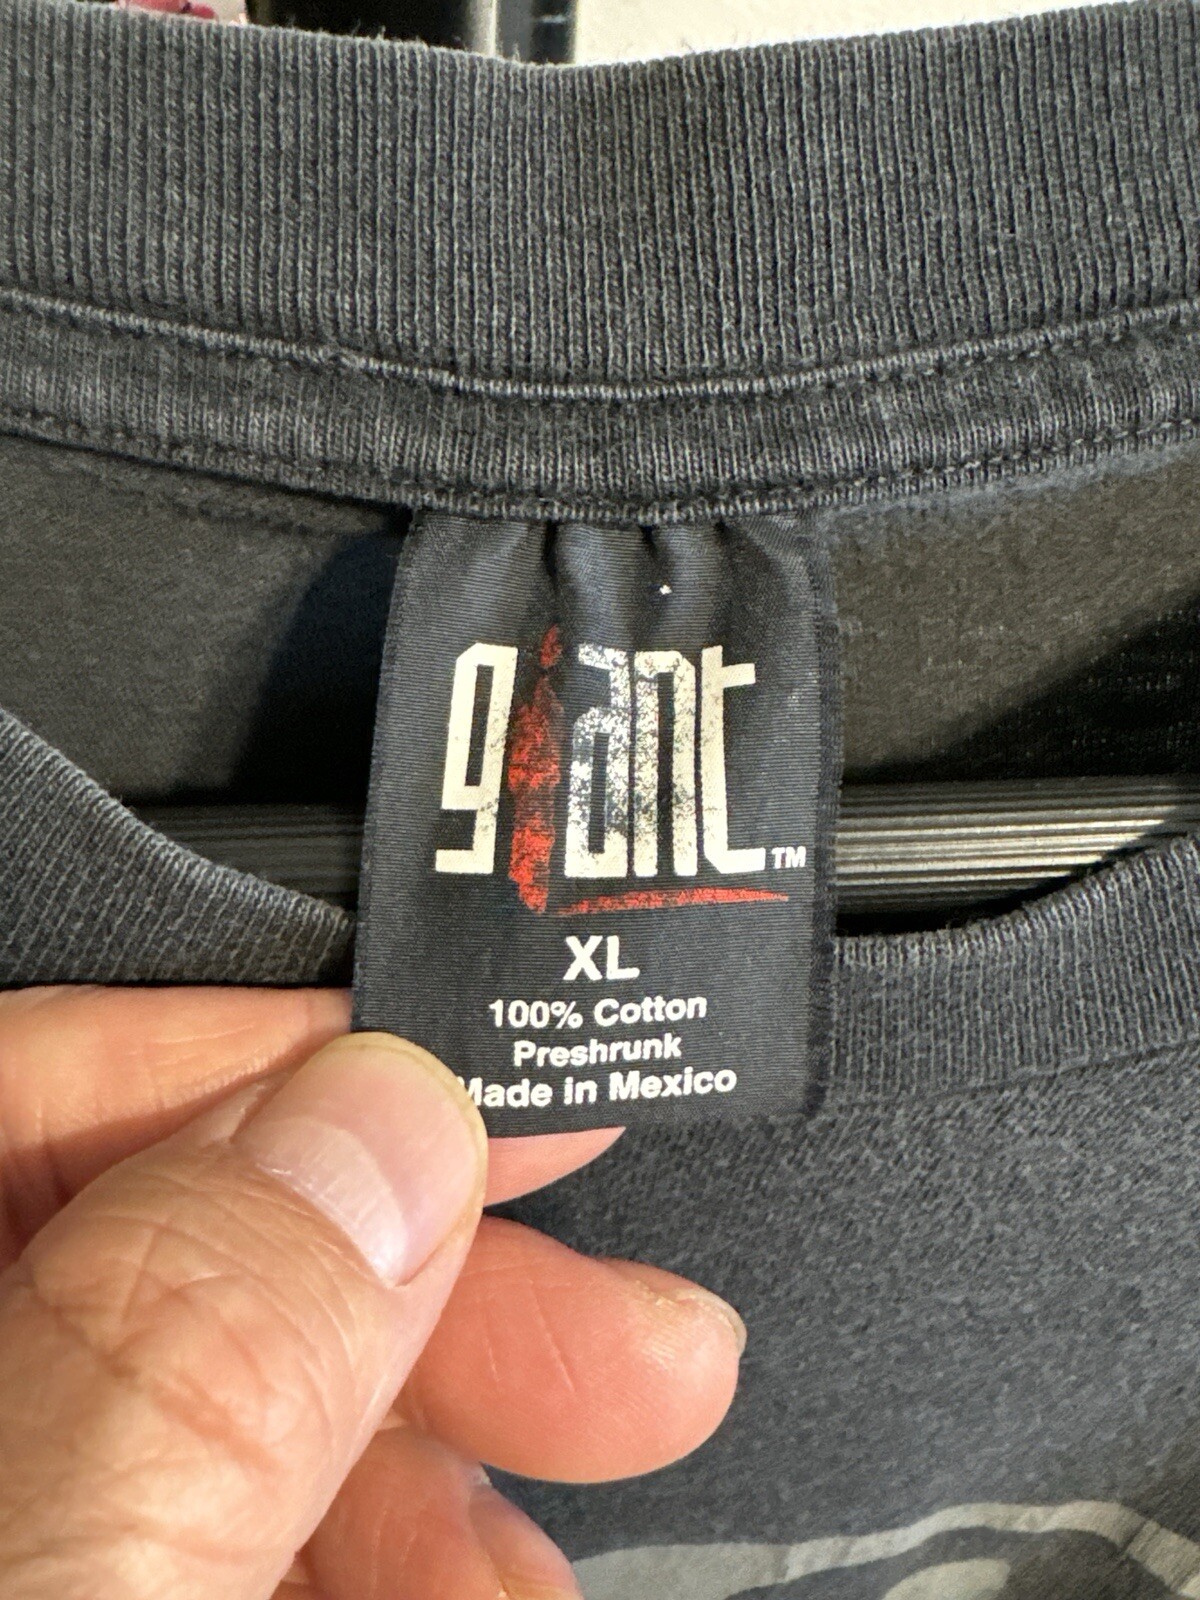 giant™
XL
100% Cotton
Preshrunk
Made in Mexico